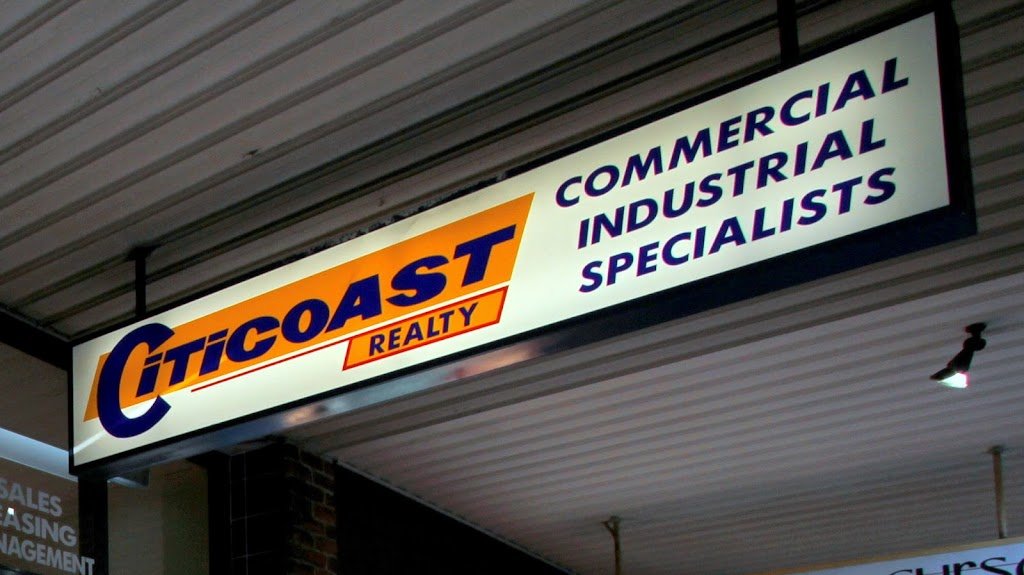 CITICOAST
REALTY
COMMERCIAL
INDUSTRIAL
SPECIALISTS
SALES
EASING
NAGEMENT